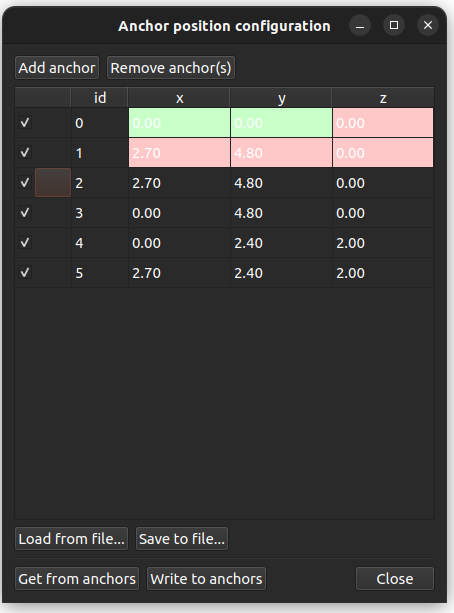 Anchor position configuration
Add anchor Remove anchor(s)
id x y z
0 0.00 0.00 0.00
1 2.70 4.80 0.00
2 2.70 4.80 0.00
3 0.00 4.80 0.00
4 0.00 2.40 2.00
5 2.70 2.40 2.00
Load from file... Save to file...
Get from anchors Write to anchors Close